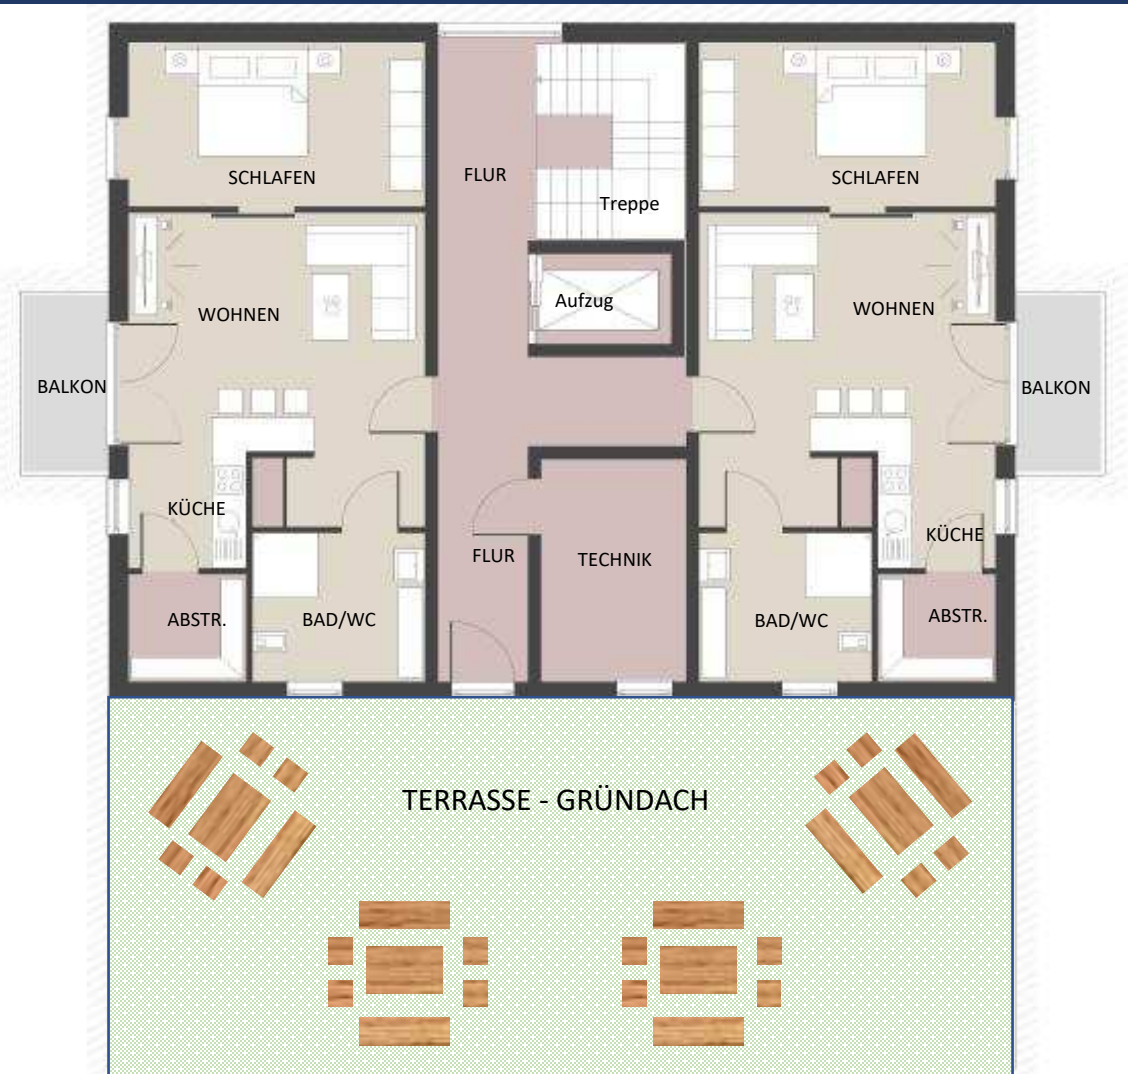 SCHLAFEN
FLUR
SCHLAFEN
Treppe
Aufzug
WOHNEN
WOHNEN
BALKON
BALKON
KÜCHE
KÜCHE
FLUR
TECHNIK
ABSTR.
BAD/WC
BAD/WC
ABSTR.
TERRASSE - GRÜNDACH